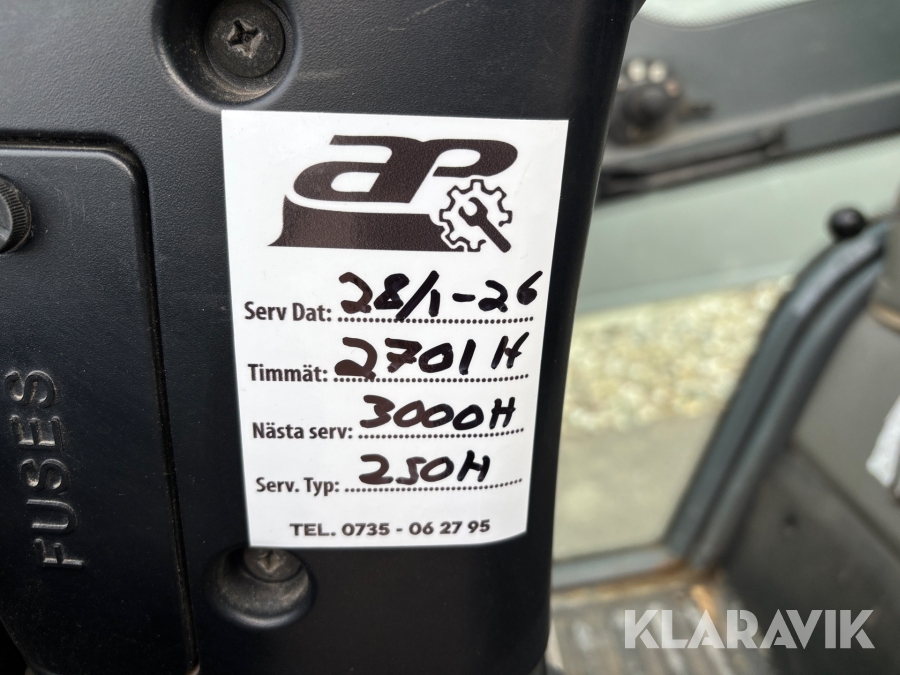 ap
Serv Dat: 28/1-26
Timmät: 2701 H
Nästa serv: 3000H
Serv. Typ: 250H
TEL. 0735 - 06 27 95
FUSES
KLARAVIK